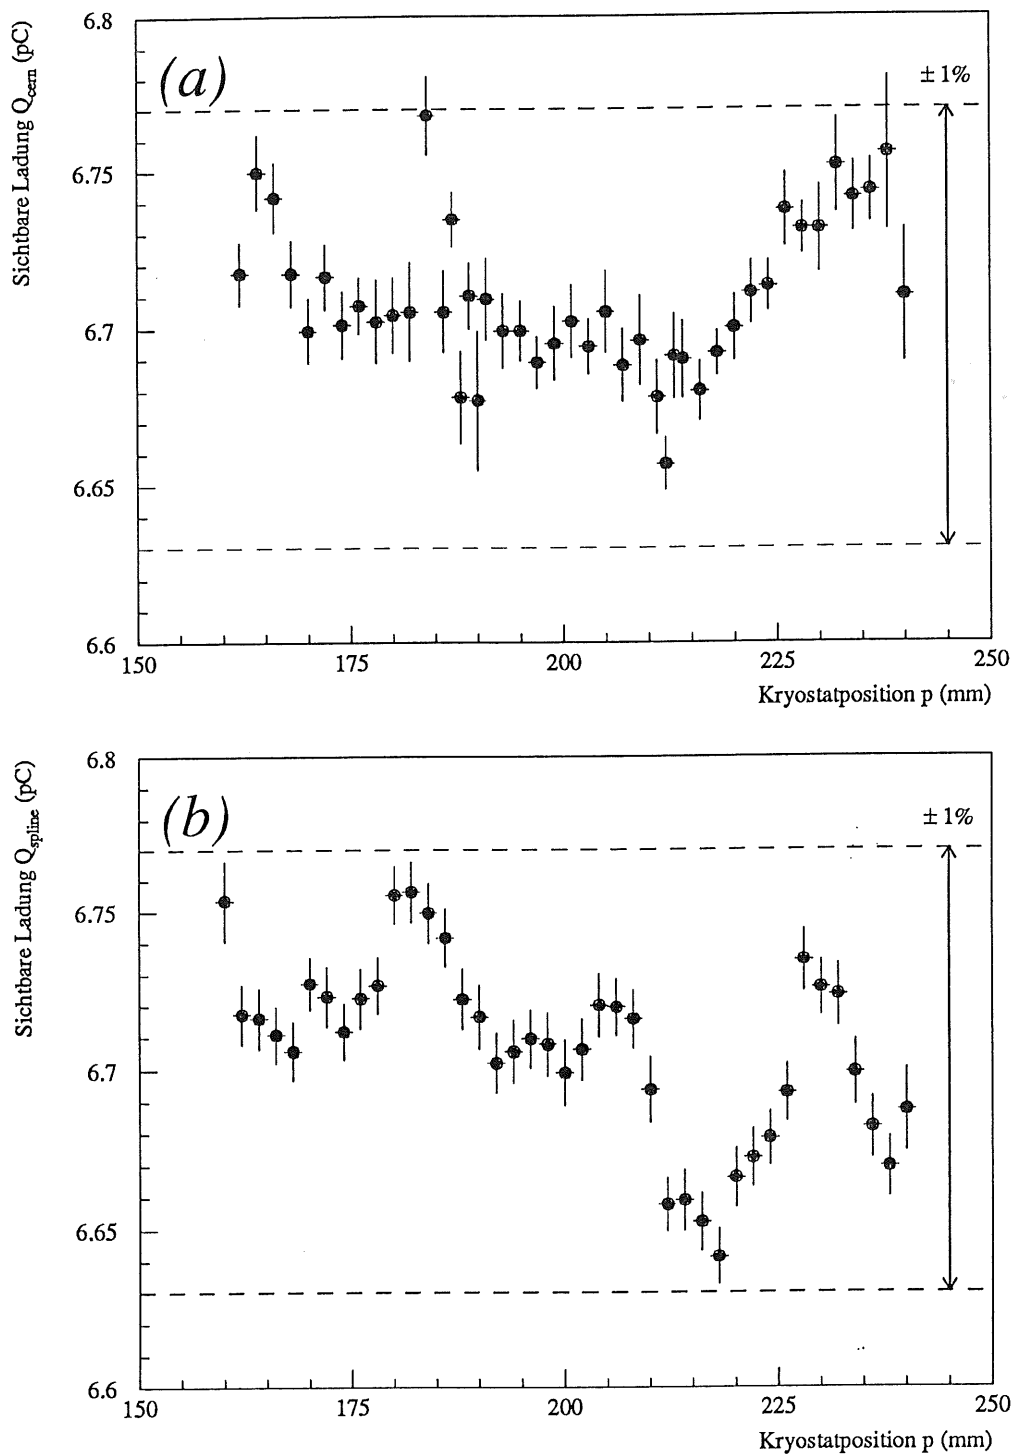 6.8
(a)
± 1%
6.75
6.7
6.65
6.6
150 175 200 225 250
Sichtbare Ladung Q_cern (pC)
Kryostatposition p (mm)
6.8
(b)
± 1%
6.75
6.7
6.65
6.6
150 175 200 225 250
Sichtbare Ladung Q_spline (pC)
Kryostatposition p (mm)